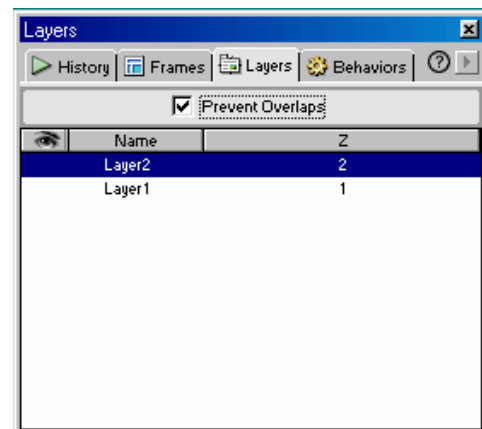 Layers
History Frames Layers Behaviors ?
Prevent Overlaps
Name Z
Layer2 2
Layer1 1